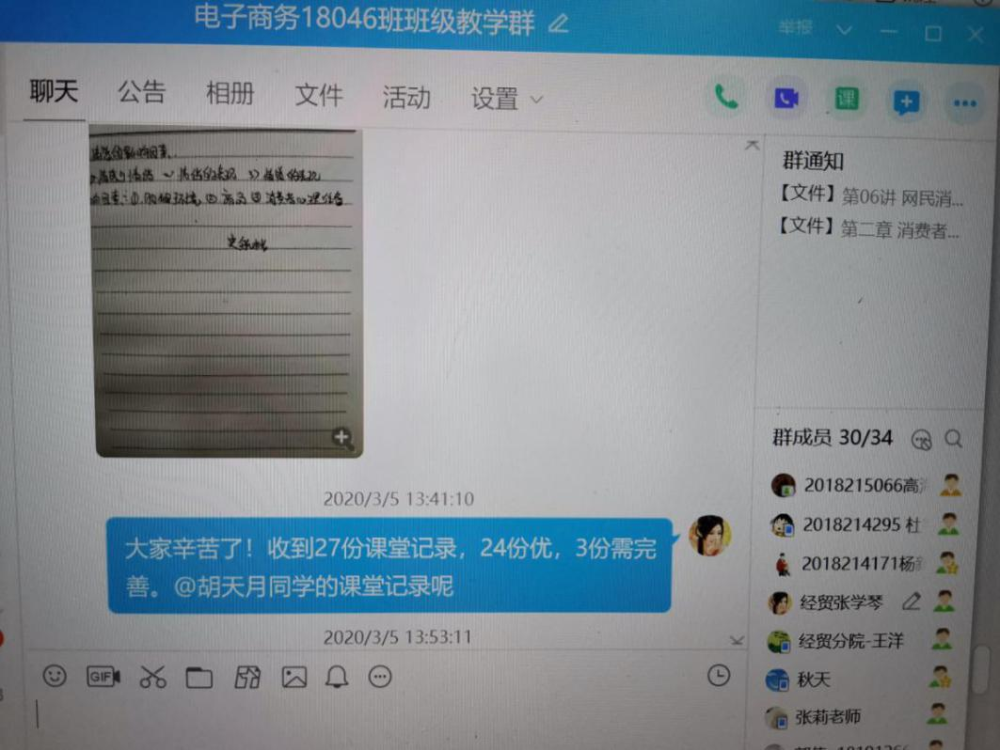 电子商务18046班班级教学群
举报
聊天 公告 相册 文件 活动 设置
课
群通知
【文件】第06讲 网民消...
【文件】第二章 消费者...
2020/3/5 13:41:10
大家辛苦了！收到27份课堂记录，24份优，3份需完
善。@胡天月同学的课堂记录呢
2020/3/5 13:53:11
GIF
群成员 30/34
2018215066高
2018214295 杜
2018214171杨
经贸张学琴
经贸分院-王洋
秋天
张莉老师